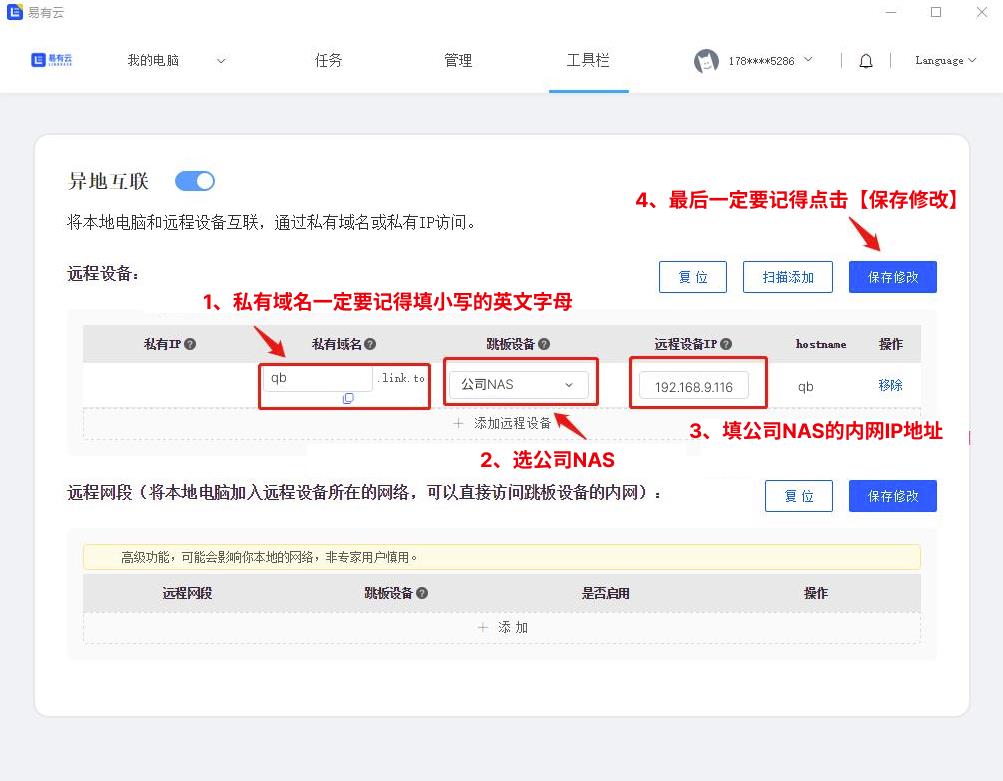 易有云
易有云 我的电脑 任务 管理 工具栏 178****5286 Language
异地互联
4、最后一定要记得点击【保存修改】
将本地电脑和远程设备互联，通过私有域名或私有IP访问。
远程设备： 复 位 扫描添加 保存修改
1、私有域名一定要记得填小写的英文字母
私有IP 私有域名 跳板设备 远程设备IP hostname 操作
qb .link.to 公司NAS 192.168.9.116 qb 移除
＋ 添加远程设备
3、填公司NAS的内网IP地址
2、选公司NAS
远程网段（将本地电脑加入远程设备所在的网络，可以直接访问跳板设备的内网）： 复 位 保存修改
高级功能，可能会影响你本地的网络，非专家用户慎用。
远程网段 跳板设备 是否启用 操作
＋ 添 加